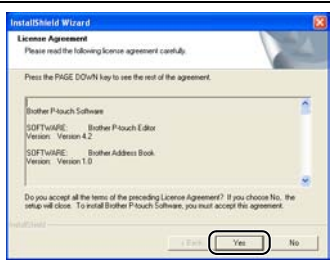 InstallShield Wizard
License Agreement
Please read the following license agreement carefully.
Press the PAGE DOWN key to see the rest of the agreement.
Brother P-touch Software
SOFTWARE: Brother P-touch Editor
Version: Version 4.2
SOFTWARE: Brother Address Book
Version: Version 1.0
Do you accept all the terms of the preceding License Agreement? If you choose No, the
setup will close. To install Brother P-touch Software, you must accept this agreement.
InstallShield
< Back
Yes
No